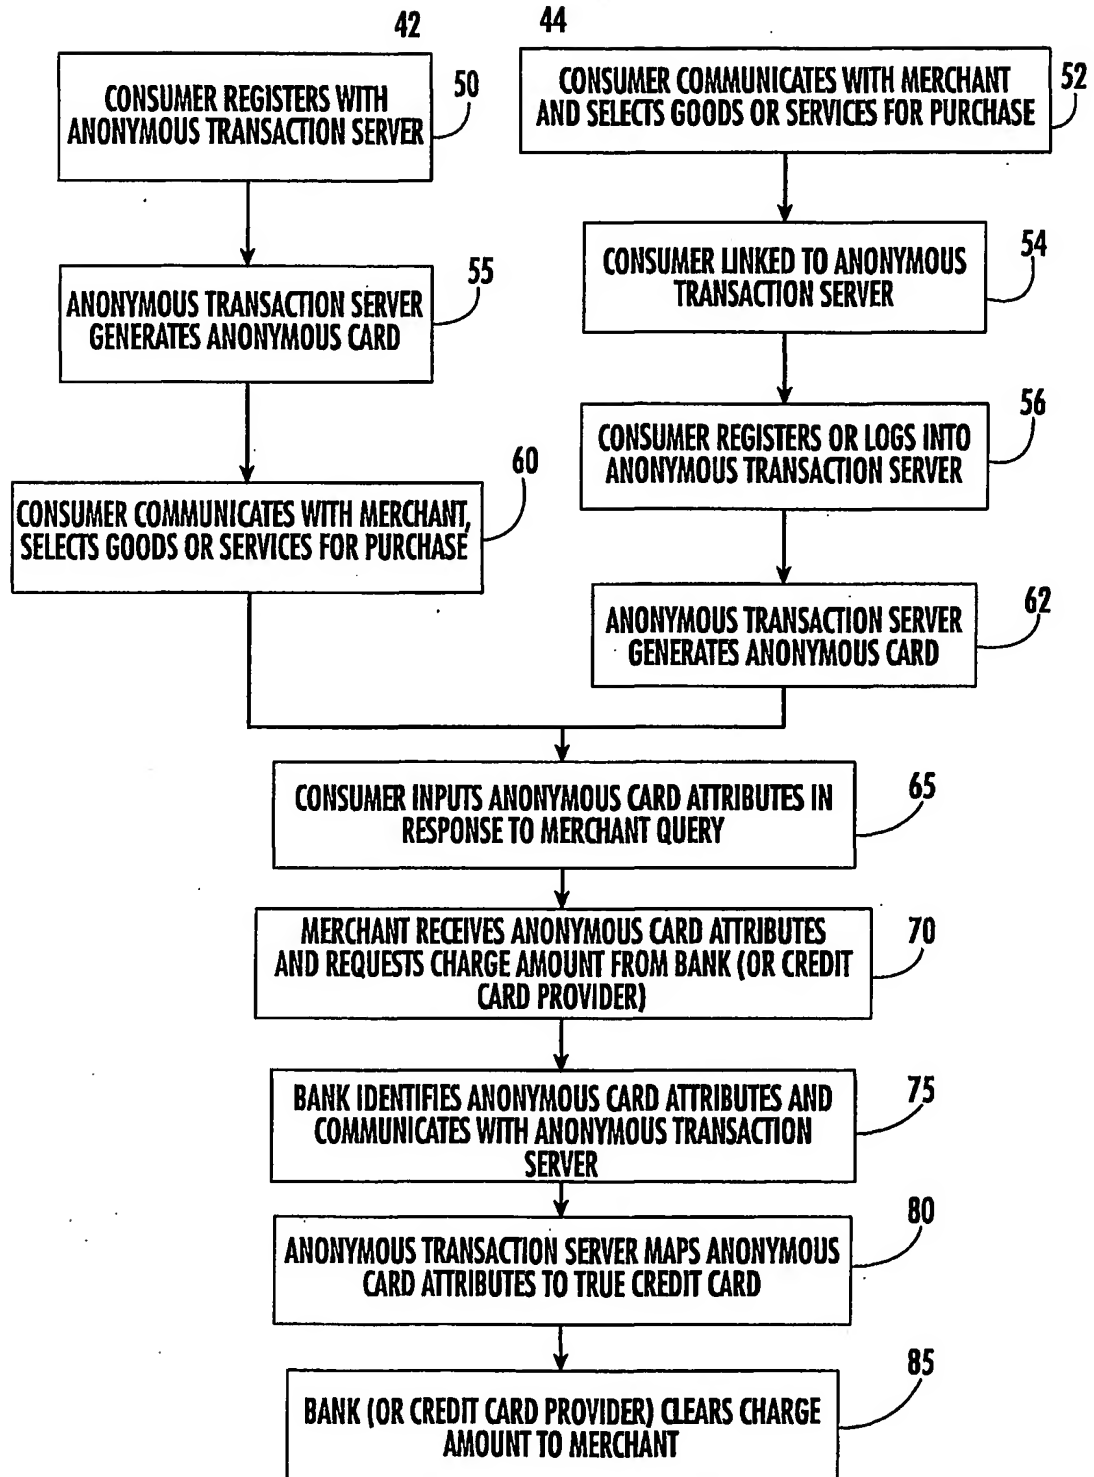 42
44
CONSUMER REGISTERS WITH
ANONYMOUS TRANSACTION SERVER
50
CONSUMER COMMUNICATES WITH MERCHANT
AND SELECTS GOODS OR SERVICES FOR PURCHASE
52
CONSUMER LINKED TO ANONYMOUS
TRANSACTION SERVER
54
ANONYMOUS TRANSACTION SERVER
GENERATES ANONYMOUS CARD
55
CONSUMER REGISTERS OR LOGS INTO
ANONYMOUS TRANSACTION SERVER
56
CONSUMER COMMUNICATES WITH MERCHANT,
SELECTS GOODS OR SERVICES FOR PURCHASE
60
ANONYMOUS TRANSACTION SERVER
GENERATES ANONYMOUS CARD
62
CONSUMER INPUTS ANONYMOUS CARD ATTRIBUTES IN
RESPONSE TO MERCHANT QUERY
65
MERCHANT RECEIVES ANONYMOUS CARD ATTRIBUTES
AND REQUESTS CHARGE AMOUNT FROM BANK (OR CREDIT
CARD PROVIDER)
70
BANK IDENTIFIES ANONYMOUS CARD ATTRIBUTES AND
COMMUNICATES WITH ANONYMOUS TRANSACTION
SERVER
75
ANONYMOUS TRANSACTION SERVER MAPS ANONYMOUS
CARD ATTRIBUTES TO TRUE CREDIT CARD
80
BANK (OR CREDIT CARD PROVIDER) CLEARS CHARGE
AMOUNT TO MERCHANT
85